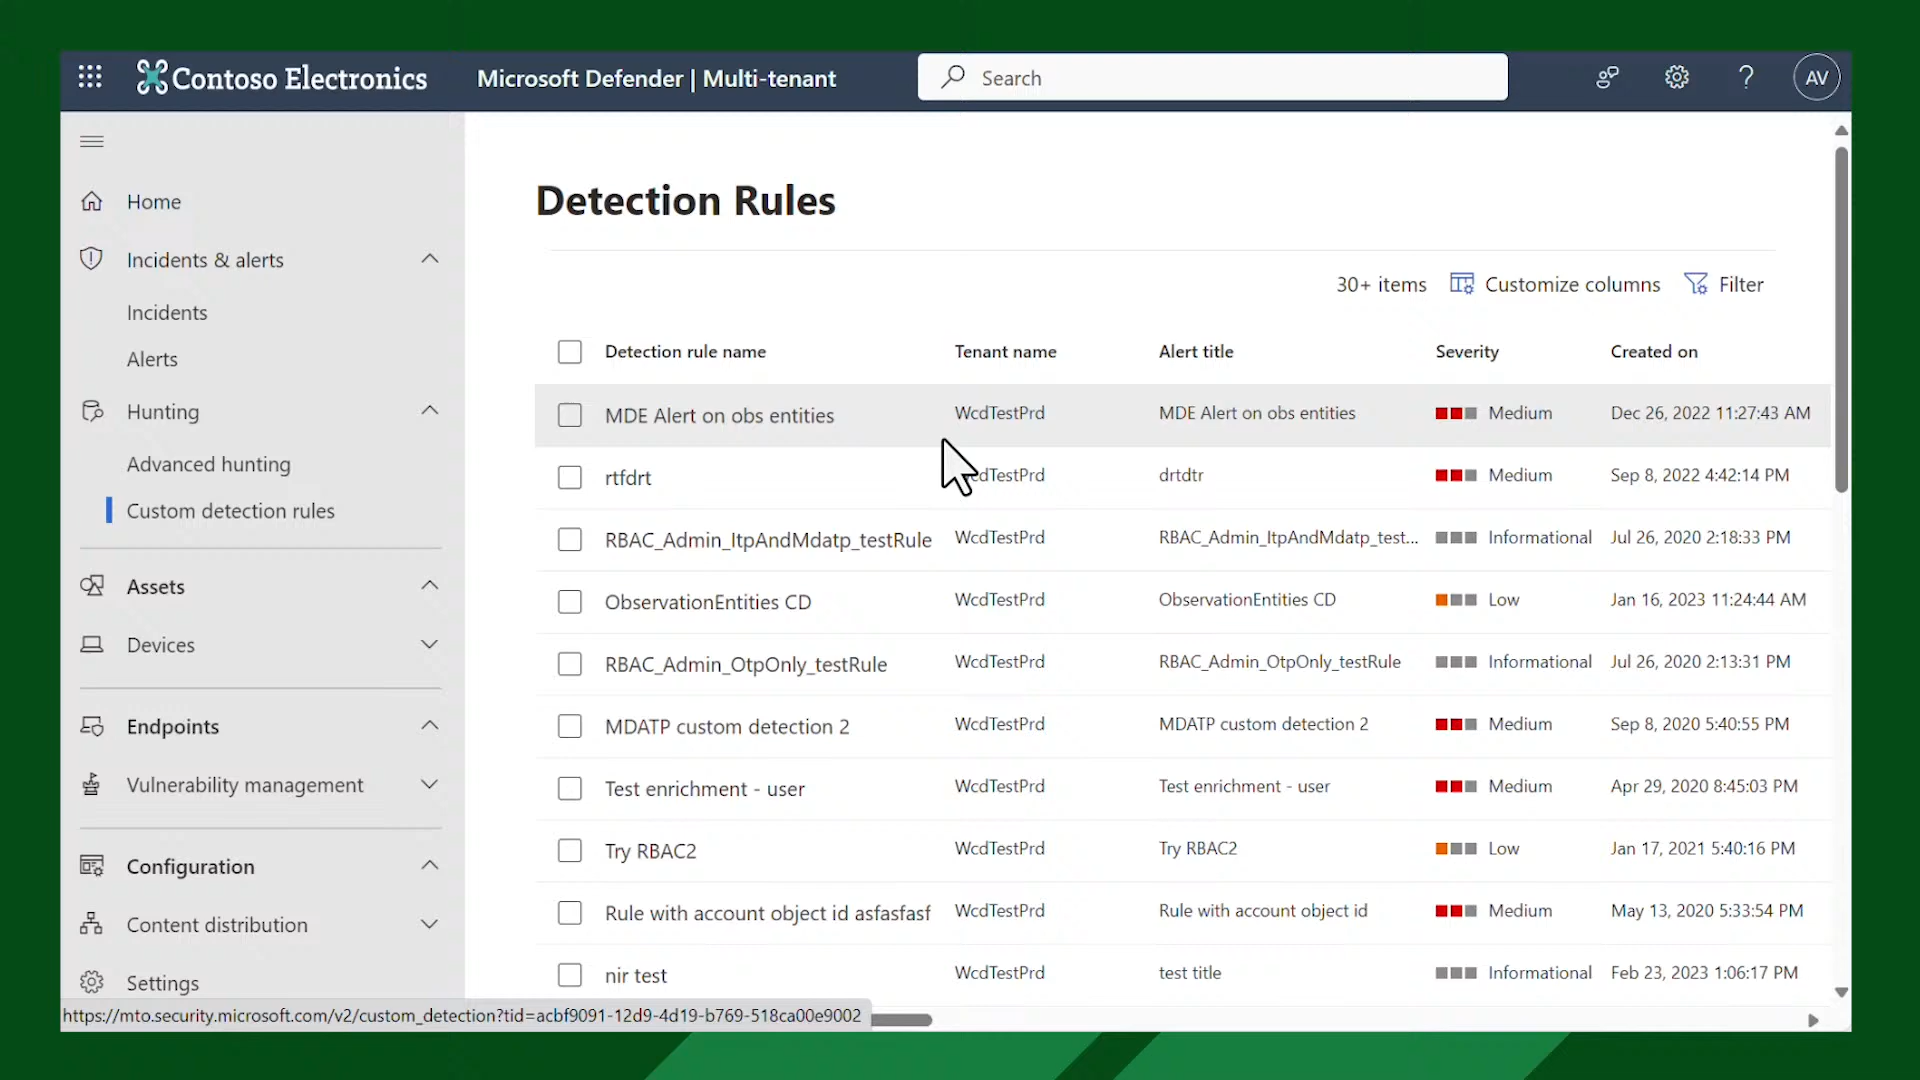 Contoso Electronics
Microsoft Defender | Multi-tenant
Search
AV
Home
Incidents & alerts
Incidents
Alerts
Hunting
Advanced hunting
Custom detection rules
Assets
Devices
Endpoints
Vulnerability management
Configuration
Content distribution
Settings
Detection Rules
30+ items Customize columns Filter
Detection rule name Tenant name Alert title Severity Created on
MDE Alert on obs entities WcdTestPrd MDE Alert on obs entities Medium Dec 26, 2022 11:27:43 AM
rtfdrt dTestPrd drtdtr Medium Sep 8, 2022 4:42:14 PM
RBAC_Admin_ItpAndMdatp_testRule WcdTestPrd RBAC_Admin_ItpAndMdatp_test... Informational Jul 26, 2020 2:18:33 PM
ObservationEntities CD WcdTestPrd ObservationEntities CD Low Jan 16, 2023 11:24:44 AM
RBAC_Admin_OtpOnly_testRule WcdTestPrd RBAC_Admin_OtpOnly_testRule Informational Jul 26, 2020 2:13:31 PM
MDATP custom detection 2 WcdTestPrd MDATP custom detection 2 Medium Sep 8, 2020 5:40:55 PM
Test enrichment - user WcdTestPrd Test enrichment - user Medium Apr 29, 2020 8:45:03 PM
Try RBAC2 WcdTestPrd Try RBAC2 Low Jan 17, 2021 5:40:16 PM
Rule with account object id asfasfasf WcdTestPrd Rule with account object id Medium May 13, 2020 5:33:54 PM
nir test WcdTestPrd test title Informational Feb 23, 2023 1:06:17 PM
https://mto.security.microsoft.com/v2/custom_detection?tid=acbf9091-12d9-4d19-b769-518ca00e9002